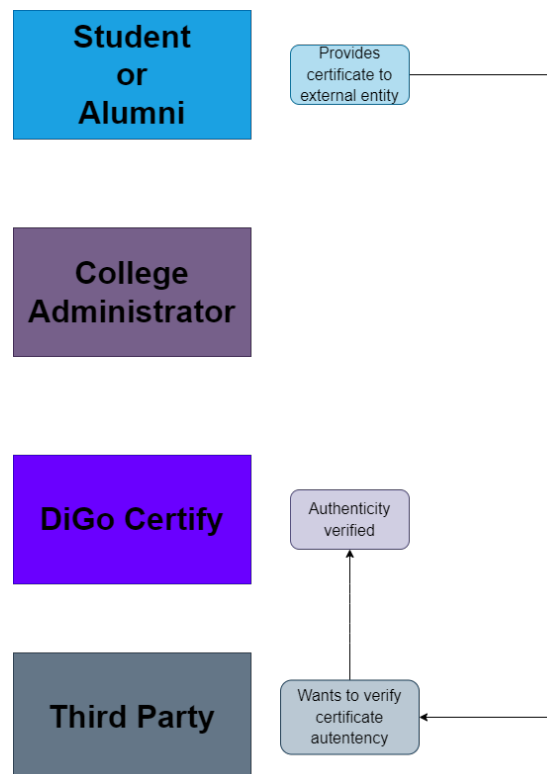 Student
or
Alumni
Provides
certificate to
external entity
College
Administrator
DiGo Certify
Authenticity
verified
Third Party
Wants to verify
certificate
autentency